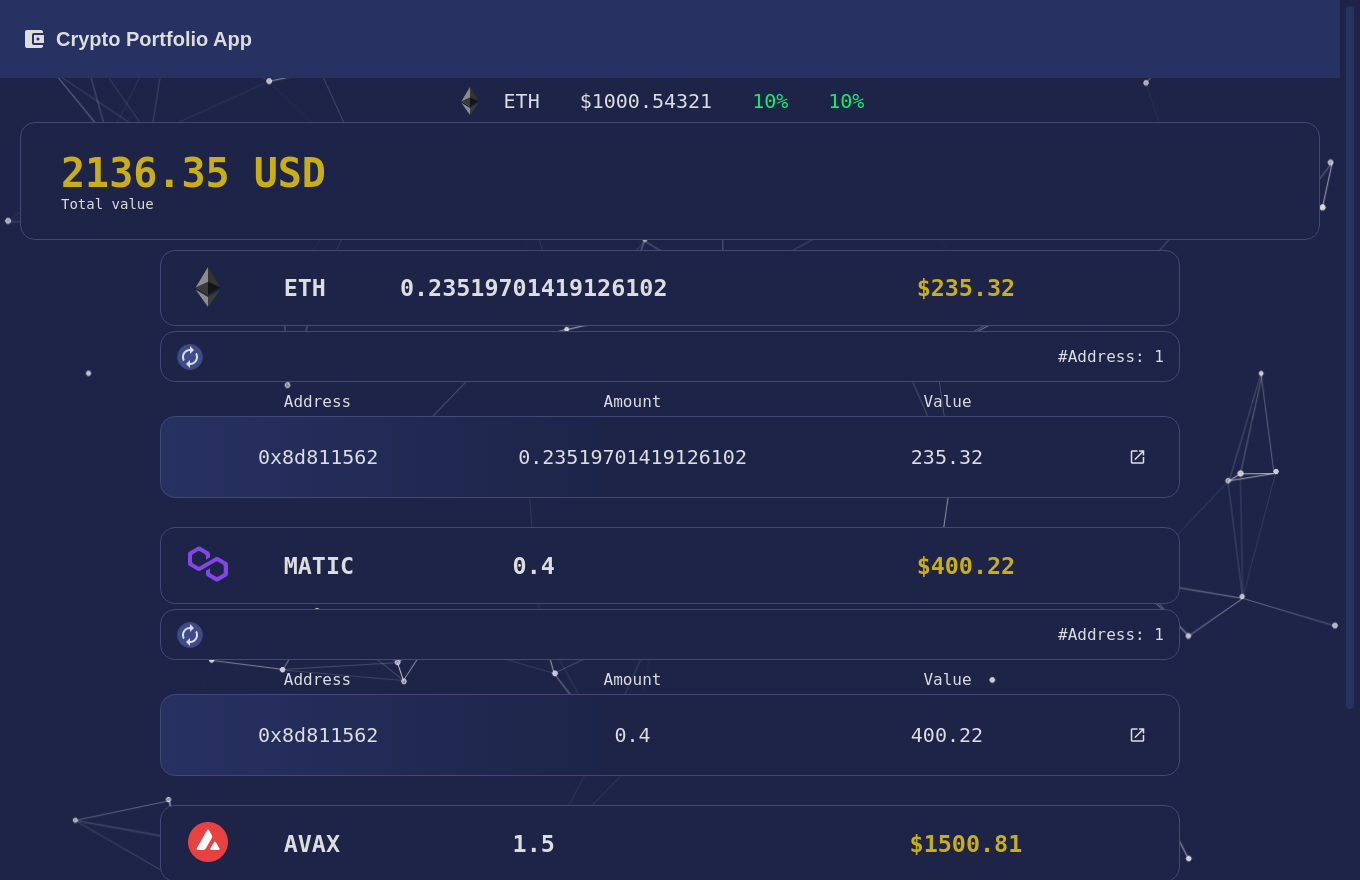 Crypto Portfolio App
ETH $1000.54321 10% 10%
2136.35 USD
Total value
ETH 0.23519701419126102 $235.32
#Address: 1
Address Amount Value
0x8d811562 0.23519701419126102 235.32
MATIC 0.4 $400.22
#Address: 1
Address Amount Value
0x8d811562 0.4 400.22
AVAX 1.5 $1500.81